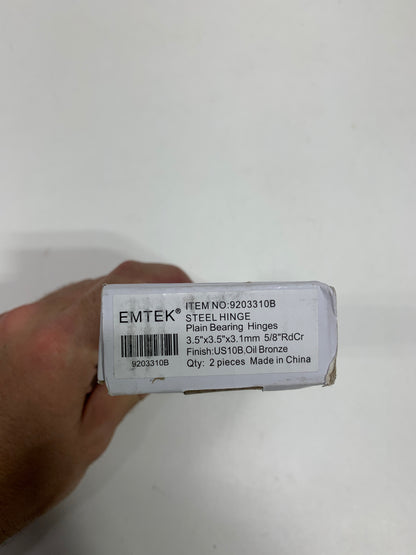 EMTEK®
9203310B
ITEM NO:9203310B
STEEL HINGE
Plain Bearing Hinges
3.5"x3.5"x3.1mm 5/8"RdCr
Finish:US10B,Oil Bronze
Qty: 2 pieces Made in China